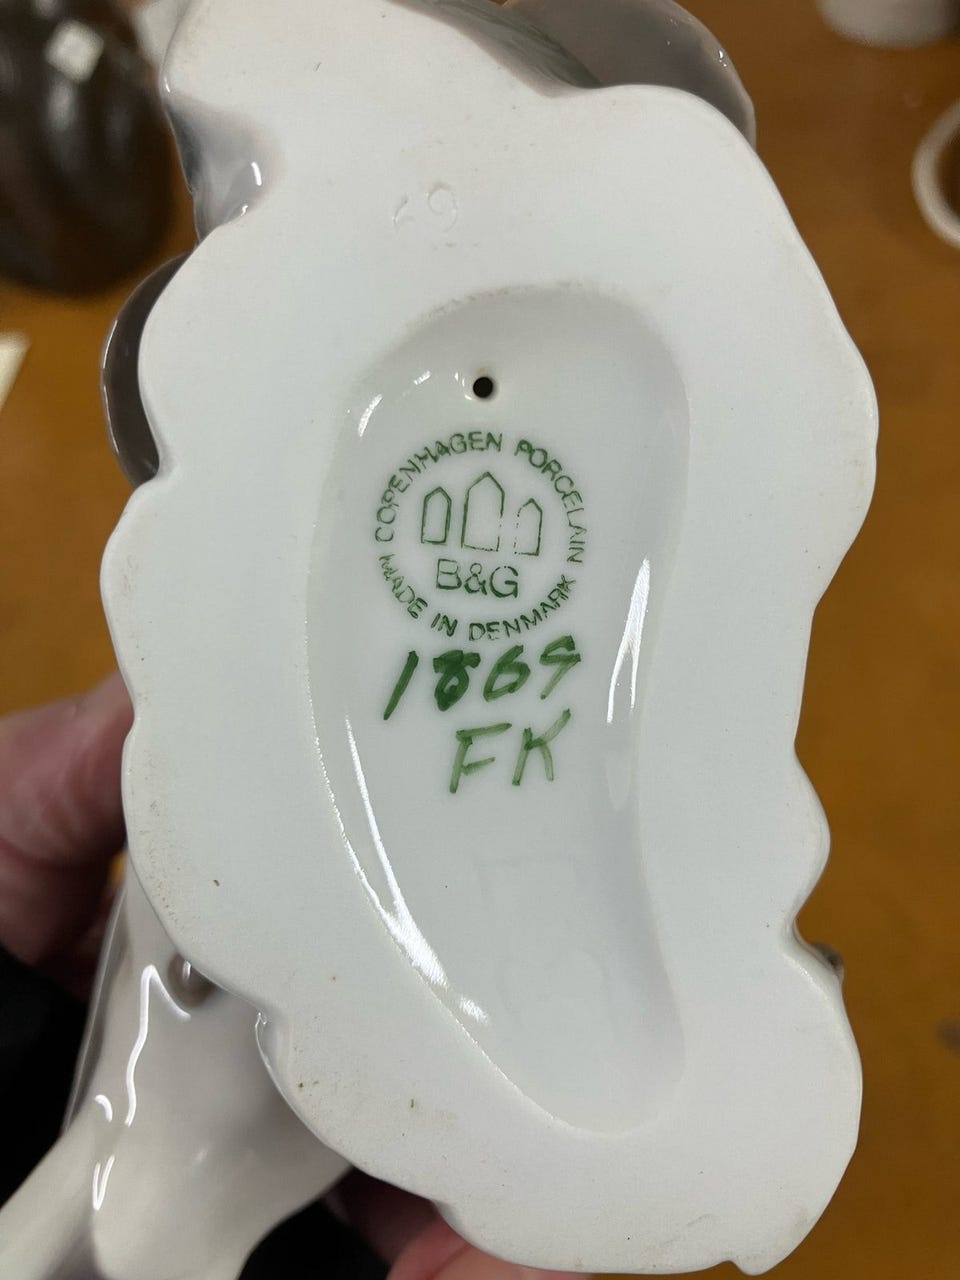 COPENHAGEN PORCELAIN
B&G
MADE IN DENMARK
1869
FK